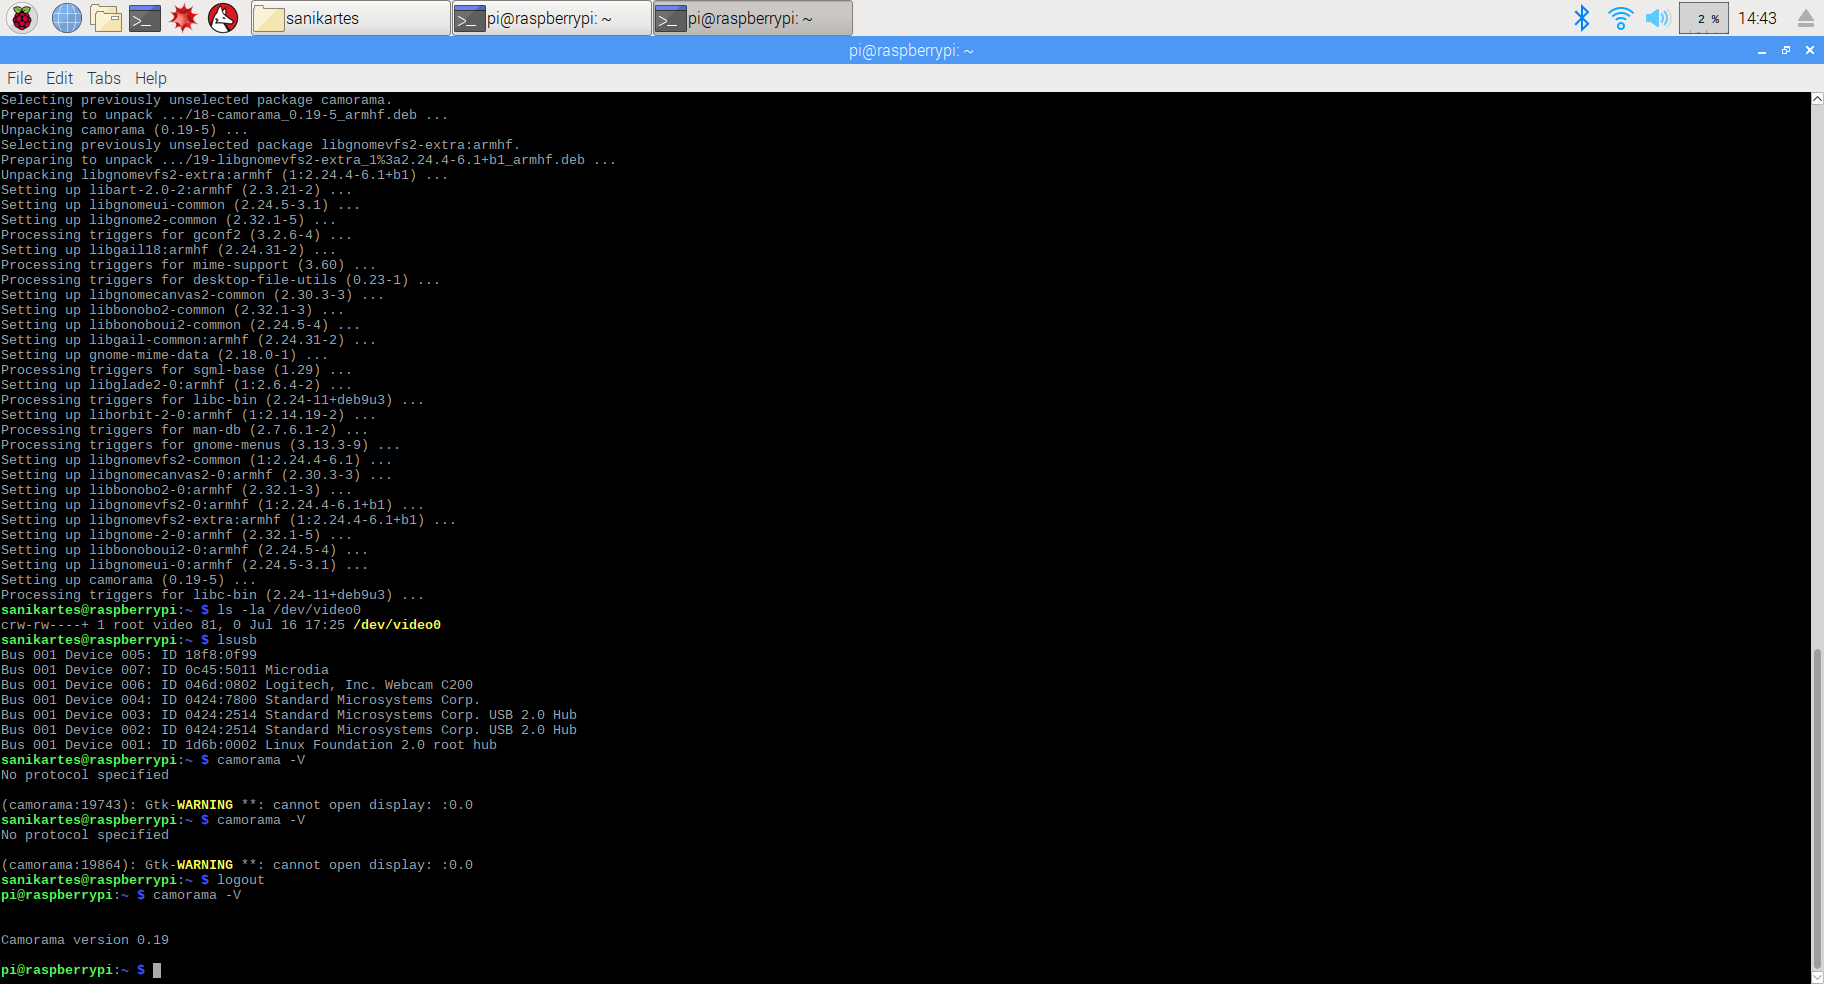 sanikartes
pi@raspberrypi: ~
pi@raspberrypi: ~
2 %
14:43
pi@raspberrypi: ~
File Edit Tabs Help
Selecting previously unselected package camorama.
Preparing to unpack .../18-camorama_0.19-5_armhf.deb ...
Unpacking camorama (0.19-5) ...
Selecting previously unselected package libgnomevfs2-extra:armhf.
Preparing to unpack .../19-libgnomevfs2-extra_1%3a2.24.4-6.1+b1_armhf.deb ...
Unpacking libgnomevfs2-extra:armhf (1:2.24.4-6.1+b1) ...
Setting up libart-2.0-2:armhf (2.3.21-2) ...
Setting up libgnomeui-common (2.24.5-3.1) ...
Setting up libgnome2-common (2.32.1-5) ...
Processing triggers for gconf2 (3.2.6-4) ...
Setting up libgail18:armhf (2.24.31-2) ...
Processing triggers for mime-support (3.60) ...
Processing triggers for desktop-file-utils (0.23-1) ...
Setting up libgnomecanvas2-common (2.30.3-3) ...
Setting up libbonobo2-common (2.32.1-3) ...
Setting up libbonoboui2-common (2.24.5-4) ...
Setting up libgail-common:armhf (2.24.31-2) ...
Setting up gnome-mime-data (2.18.0-1) ...
Processing triggers for sgml-base (1.29) ...
Setting up libglade2-0:armhf (1:2.6.4-2) ...
Processing triggers for libc-bin (2.24-11+deb9u3) ...
Setting up liborbit-2-0:armhf (1:2.14.19-2) ...
Processing triggers for man-db (2.7.6.1-2) ...
Processing triggers for gnome-menus (3.13.3-9) ...
Setting up libgnomevfs2-common (1:2.24.4-6.1) ...
Setting up libgnomecanvas2-0:armhf (2.30.3-3) ...
Setting up libbonobo2-0:armhf (2.32.1-3) ...
Setting up libgnomevfs2-0:armhf (1:2.24.4-6.1+b1) ...
Setting up libgnomevfs2-extra:armhf (1:2.24.4-6.1+b1) ...
Setting up libgnome-2-0:armhf (2.32.1-5) ...
Setting up libbonoboui2-0:armhf (2.24.5-4) ...
Setting up libgnomeui-0:armhf (2.24.5-3.1) ...
Setting up camorama (0.19-5) ...
Processing triggers for libc-bin (2.24-11+deb9u3) ...
sanikartes@raspberrypi:~ $ ls -la /dev/video0
crw-rw----+ 1 root video 81, 0 Jul 16 17:25 /dev/video0
sanikartes@raspberrypi:~ $ lsusb
Bus 001 Device 005: ID 18f8:0f99
Bus 001 Device 007: ID 0c45:5011 Microdia
Bus 001 Device 006: ID 046d:0802 Logitech, Inc. Webcam C200
Bus 001 Device 004: ID 0424:7800 Standard Microsystems Corp.
Bus 001 Device 003: ID 0424:2514 Standard Microsystems Corp. USB 2.0 Hub
Bus 001 Device 002: ID 0424:2514 Standard Microsystems Corp. USB 2.0 Hub
Bus 001 Device 001: ID 1d6b:0002 Linux Foundation 2.0 root hub
sanikartes@raspberrypi:~ $ camorama -V
No protocol specified
(camorama:19743): Gtk-WARNING **: cannot open display: :0.0
sanikartes@raspberrypi:~ $ camorama -V
No protocol specified
(camorama:19864): Gtk-WARNING **: cannot open display: :0.0
sanikartes@raspberrypi:~ $ logout
pi@raspberrypi:~ $ camorama -V
Camorama version 0.19
pi@raspberrypi:~ $